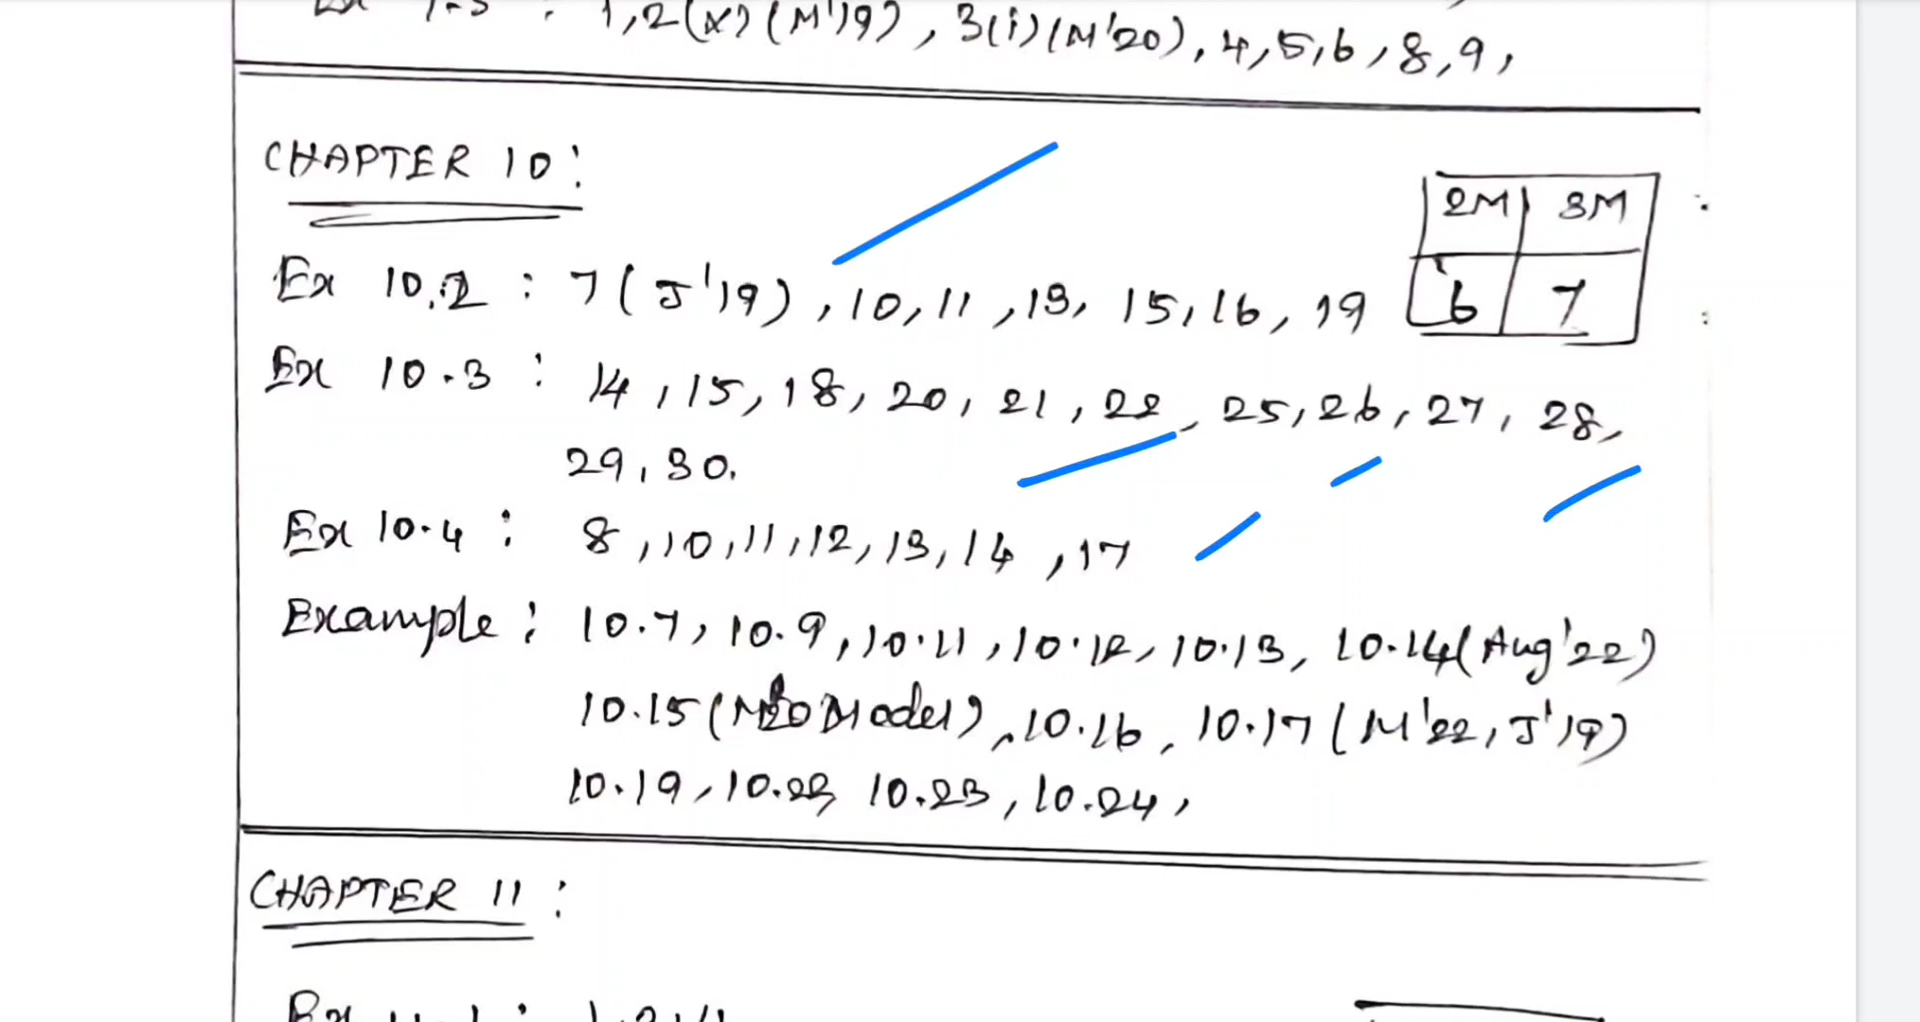 1,2(x)(M'19), 3(i)(M'20), 4,5,6,8,9,
CHAPTER 10:
2M 3M
6 7
Ex 10.2 : 7(J'19), 10, 11, 13, 15, 16, 19
Ex 10.3 : 14, 15, 18, 20, 21, 22, 25, 26, 27, 28,
29, 30.
Ex 10.4 : 8, 10, 11, 12, 13, 14, 17
Example : 10.7, 10.9, 10.11, 10.12, 10.13, 10.14(Aug'22)
10.15( Model), 10.16, 10.17(M'22, J'19)
10.19, 10.22 10.23, 10.24,
CHAPTER 11 :